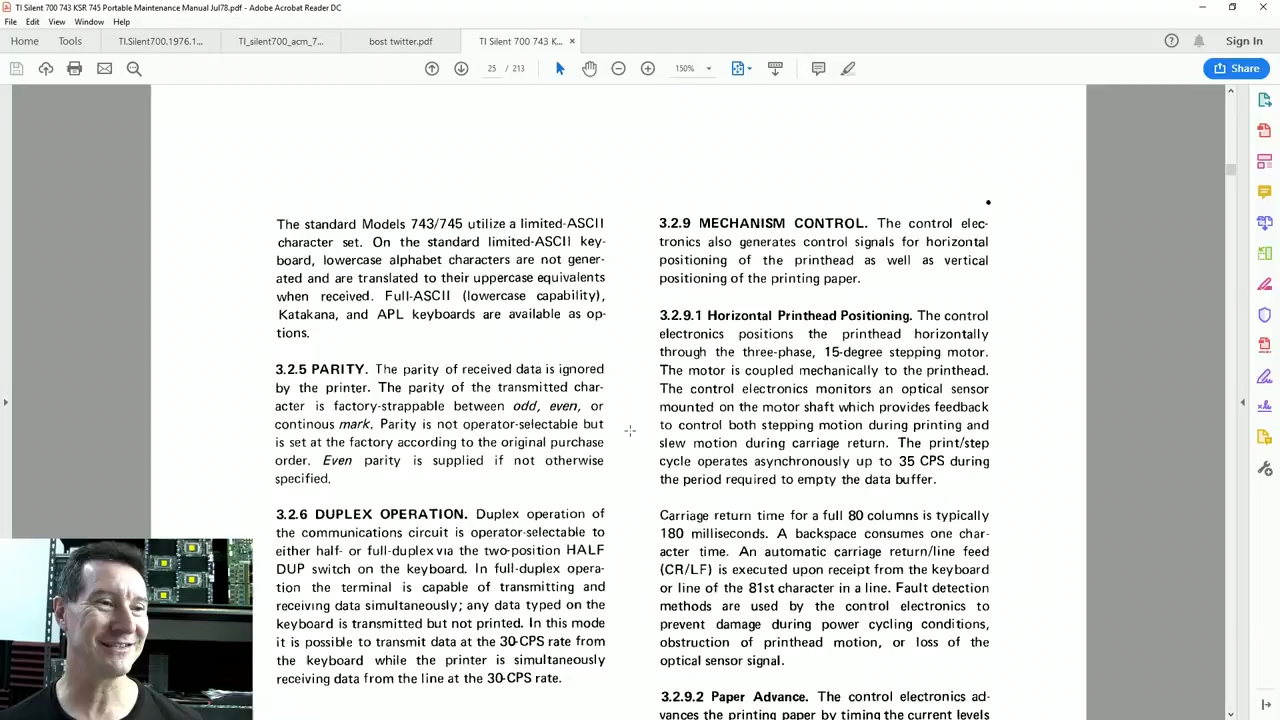 TI Silent 700 743 KSR 745 Portable Maintenance Manual Jul78.pdf - Adobe Acrobat Reader DC
File Edit View Window Help
Home Tools TI.Silent700.1976.1... TI_silent700_acm_7... bost twitter.pdf TI Silent 700 743 K... × Sign In
25 / 213 150% Share
The standard Models 743/745 utilize a limited-ASCII
character set. On the standard limited-ASCII key-
board, lowercase alphabet characters are not gener-
ated and are translated to their uppercase equivalents
when received. Full-ASCII (lowercase capability),
Katakana, and APL keyboards are available as op-
tions.
3.2.5 PARITY. The parity of received data is ignored
by the printer. The parity of the transmitted char-
acter is factory-strappable between odd, even, or
continous mark. Parity is not operator-selectable but
is set at the factory according to the original purchase
order. Even parity is supplied if not otherwise
specified.
3.2.6 DUPLEX OPERATION. Duplex operation of
the communications circuit is operator-selectable to
either half- or full-duplex via the two-position HALF
DUP switch on the keyboard. In full-duplex opera-
tion the terminal is capable of transmitting and
receiving data simultaneously; any data typed on the
keyboard is transmitted but not printed. In this mode
it is possible to transmit data at the 30-CPS rate from
the keyboard while the printer is simultaneously
receiving data from the line at the 30-CPS rate.
3.2.9 MECHANISM CONTROL. The control elec-
tronics also generates control signals for horizontal
positioning of the printhead as well as vertical
positioning of the printing paper.
3.2.9.1 Horizontal Printhead Positioning. The control
electronics positions the printhead horizontally
through the three-phase, 15-degree stepping motor.
The motor is coupled mechanically to the printhead.
The control electronics monitors an optical sensor
mounted on the motor shaft which provides feedback
to control both stepping motion during printing and
slew motion during carriage return. The print/step
cycle operates asynchronously up to 35 CPS during
the period required to empty the data buffer.
Carriage return time for a full 80 columns is typically
180 milliseconds. A backspace consumes one char-
acter time. An automatic carriage return/line feed
(CR/LF) is executed upon receipt from the keyboard
or line of the 81st character in a line. Fault detection
methods are used by the control electronics to
prevent damage during power cycling conditions,
obstruction of printhead motion, or loss of the
optical sensor signal.
3.2.9.2 Paper Advance. The control electronics ad-
vances the printing paper by timing the current levels